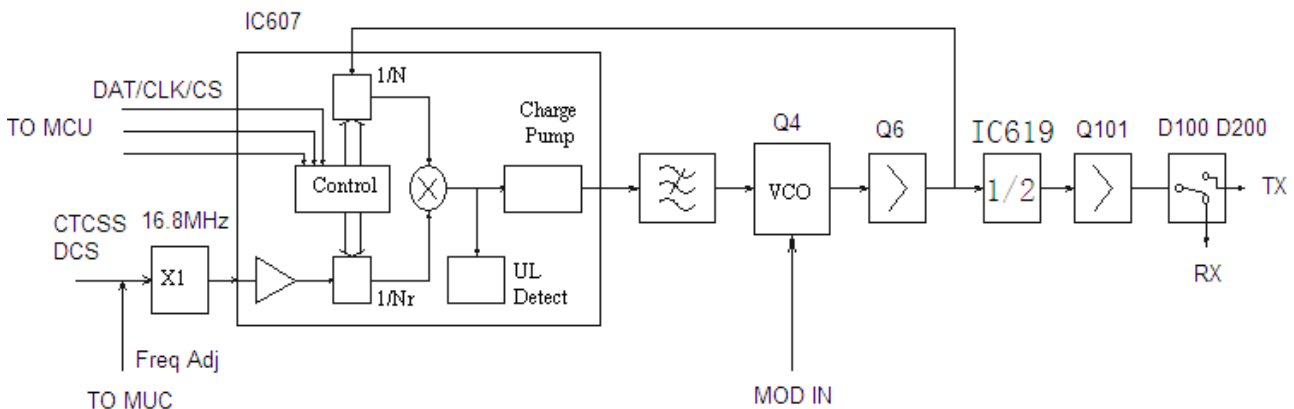 IC607
1/N
DAT/CLK/CS
TO MCU
Charge
Pump
Q4
Q6
IC619
Q101
D100 D200
Control
VCO
1/2
TX
CTCSS
DCS
16.8MHz
X1
UL
Detect
1/Nr
RX
Freq Adj
TO MUC
MOD IN